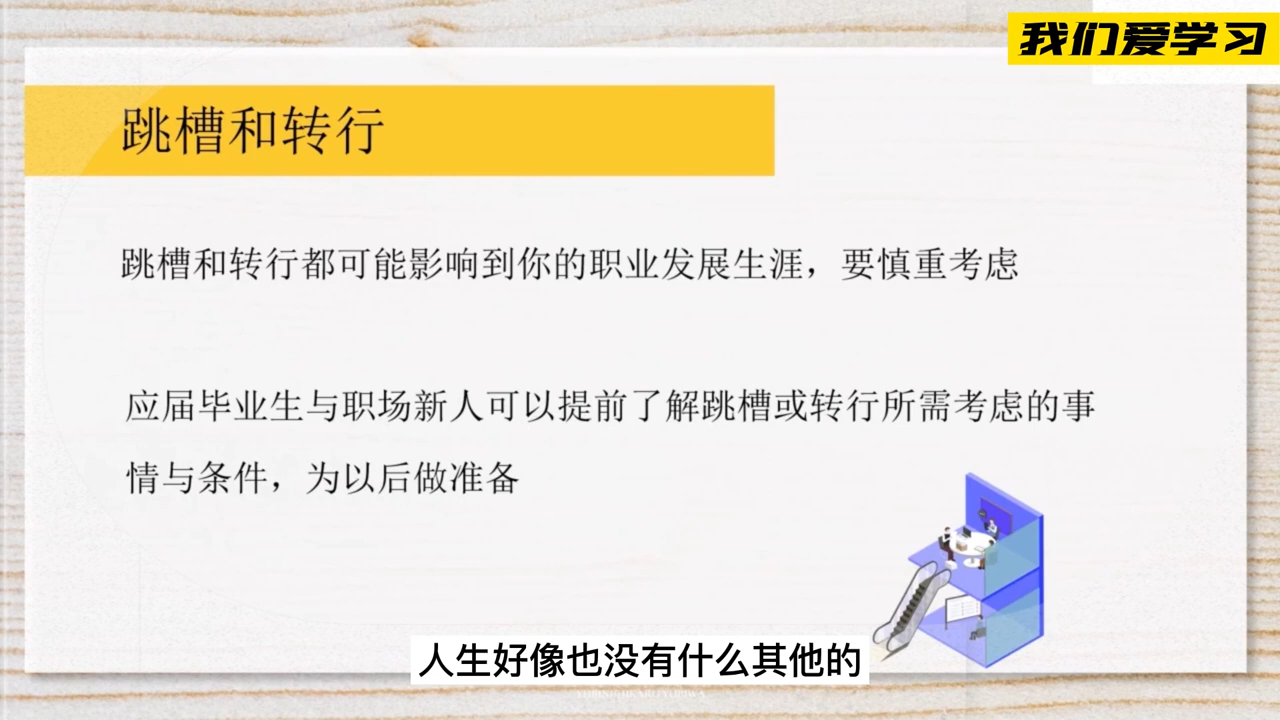 我们爱学习
跳槽和转行
跳槽和转行都可能影响到你的职业发展生涯，要慎重考虑
应届毕业生与职场新人可以提前了解跳槽或转行所需考虑的事
情与条件，为以后做准备
人生好像也没有什么其他的